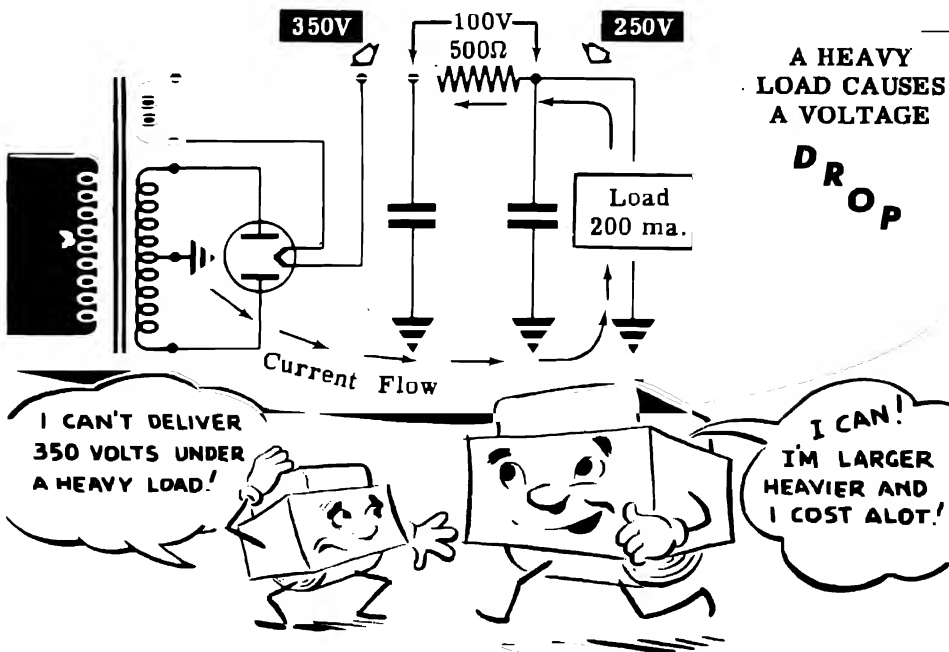 350V
100V
250V
500Ω
A HEAVY
LOAD CAUSES
A VOLTAGE
DROP
Load
200 ma.
Current Flow
I CAN'T DELIVER
350 VOLTS UNDER
A HEAVY LOAD!
I CAN!
I'M LARGER
HEAVIER AND
I COST ALOT!